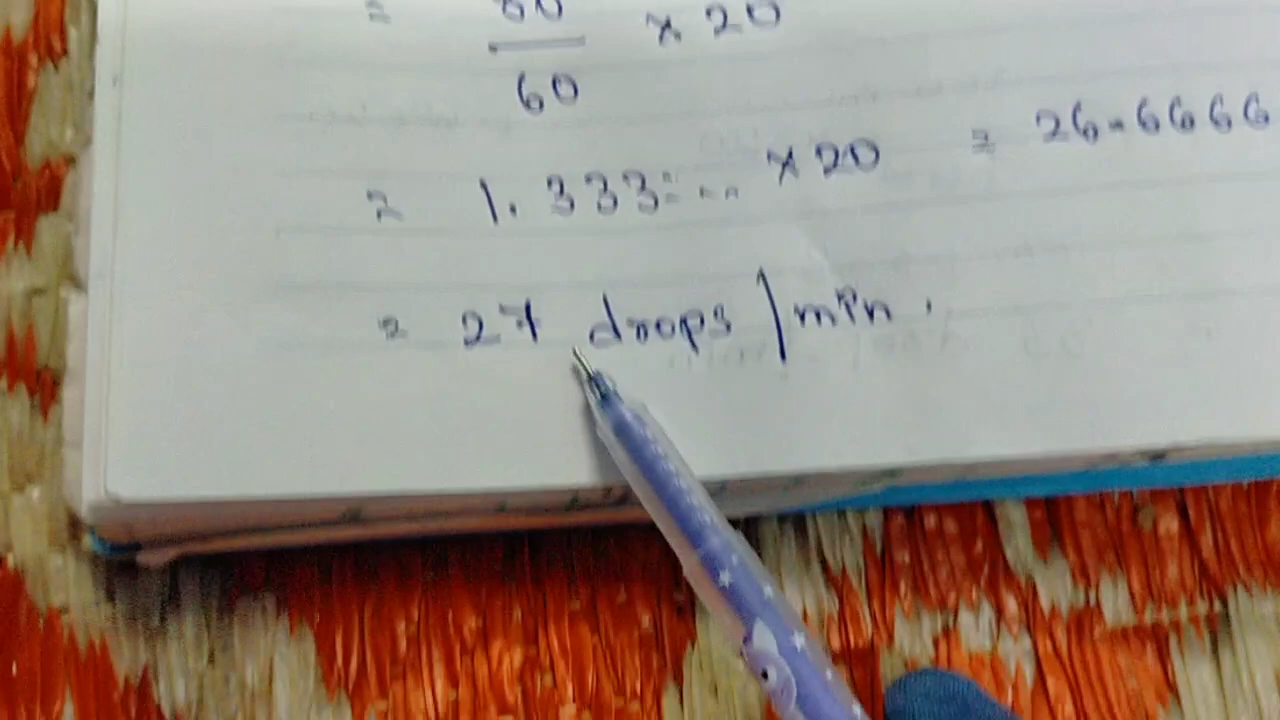 = 80/60 × 20
= 1.333... × 20 = 26.6666
= 27 drops/min.